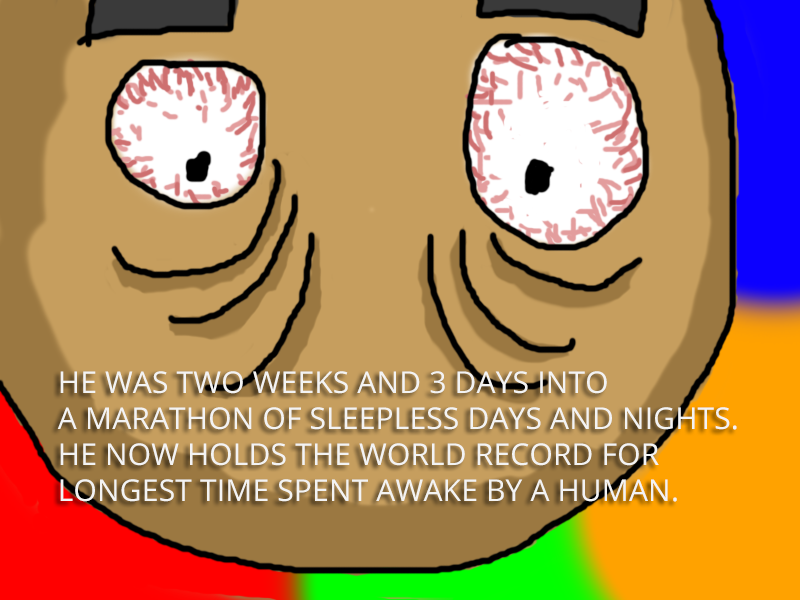 HE WAS TWO WEEKS AND 3 DAYS INTO
A MARATHON OF SLEEPLESS DAYS AND NIGHTS.
HE NOW HOLDS THE WORLD RECORD FOR
LONGEST TIME SPENT AWAKE BY A HUMAN.